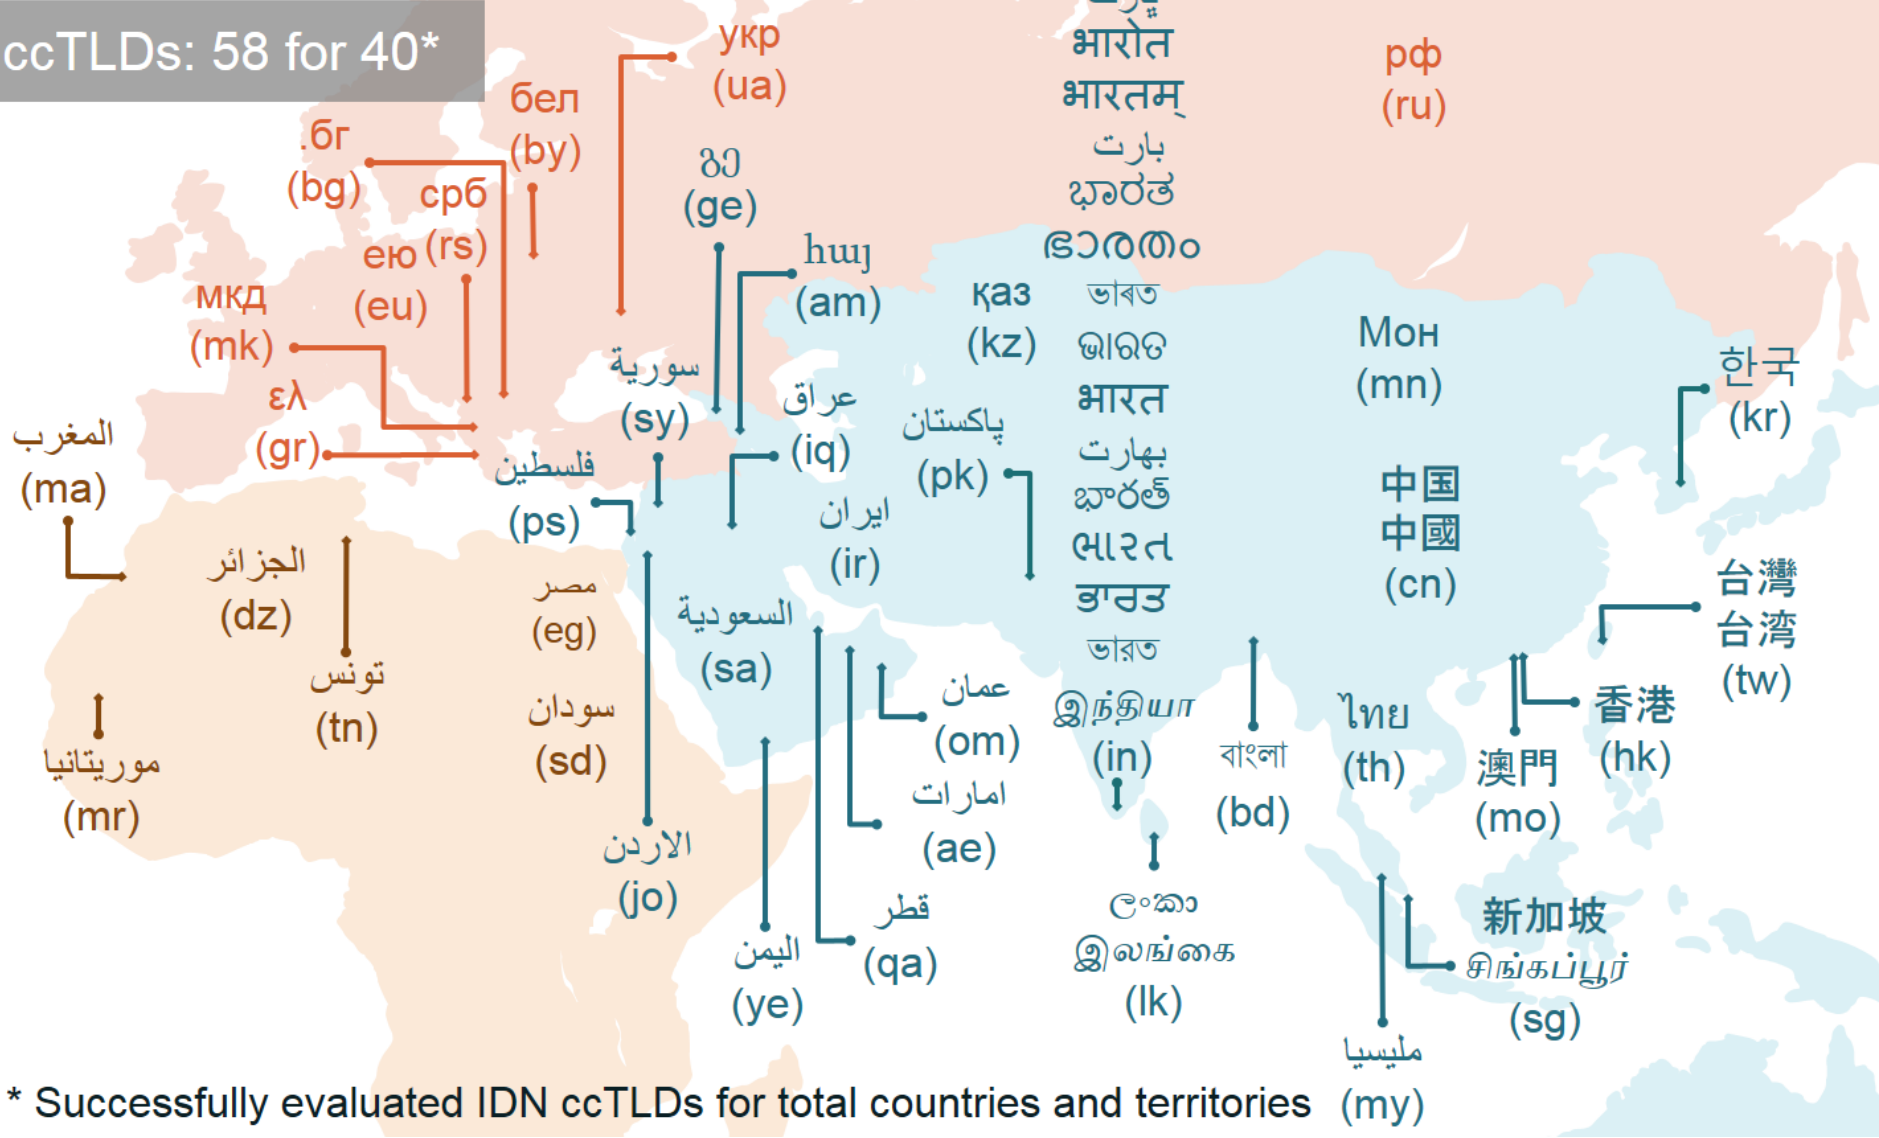 ccTLDs: 58 for 40*
укр
(ua)
рф
(ru)
бел
(by)
.бг
(bg)
срб
(rs)
ею
(eu)
мкд
(mk)
ελ
(gr)
გე
(ge)
հայ
(am)
қаз
(kz)
भारोत
भारतम्
بارت
ಭಾರತ
ഭാരതം
ভাৰত
ଭାରତ
भारत
بھارت
భారత్
ભારત
ਭਾਰਤ
ভারত
இந்தியா
(in)
Мон
(mn)
한국
(kr)
سورية
(sy)
عراق
(iq)
پاکستان
(pk)
المغرب
(ma)
فلسطين
(ps)
ایران
(ir)
中国
中國
(cn)
台灣
台湾
(tw)
الجزائر
(dz)
مصر
(eg)
السعودية
(sa)
تونس
(tn)
سودان
(sd)
عمان
(om)
বাংলা
(bd)
ไทย
(th)
香港
(hk)
澳門
(mo)
موريتانيا
(mr)
امارات
(ae)
الاردن
(jo)
قطر
(qa)
اليمن
(ye)
ලංකා
இலங்கை
(lk)
新加坡
சிங்கப்பூர்
(sg)
مليسيا
(my)
* Successfully evaluated IDN ccTLDs for total countries and territories